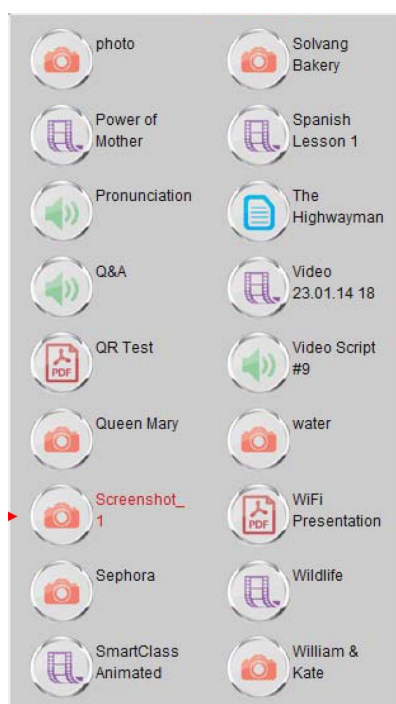 photo
Power of
Mother
Pronunciation
Q&A
PDF
QR Test
Queen Mary
Screenshot_
1
Sephora
SmartClass
Animated
Solvang
Bakery
Spanish
Lesson 1
The
Highwayman
Video
23.01.14 18
Video Script
#9
water
PDF
WiFi
Presentation
Wildlife
William &
Kate